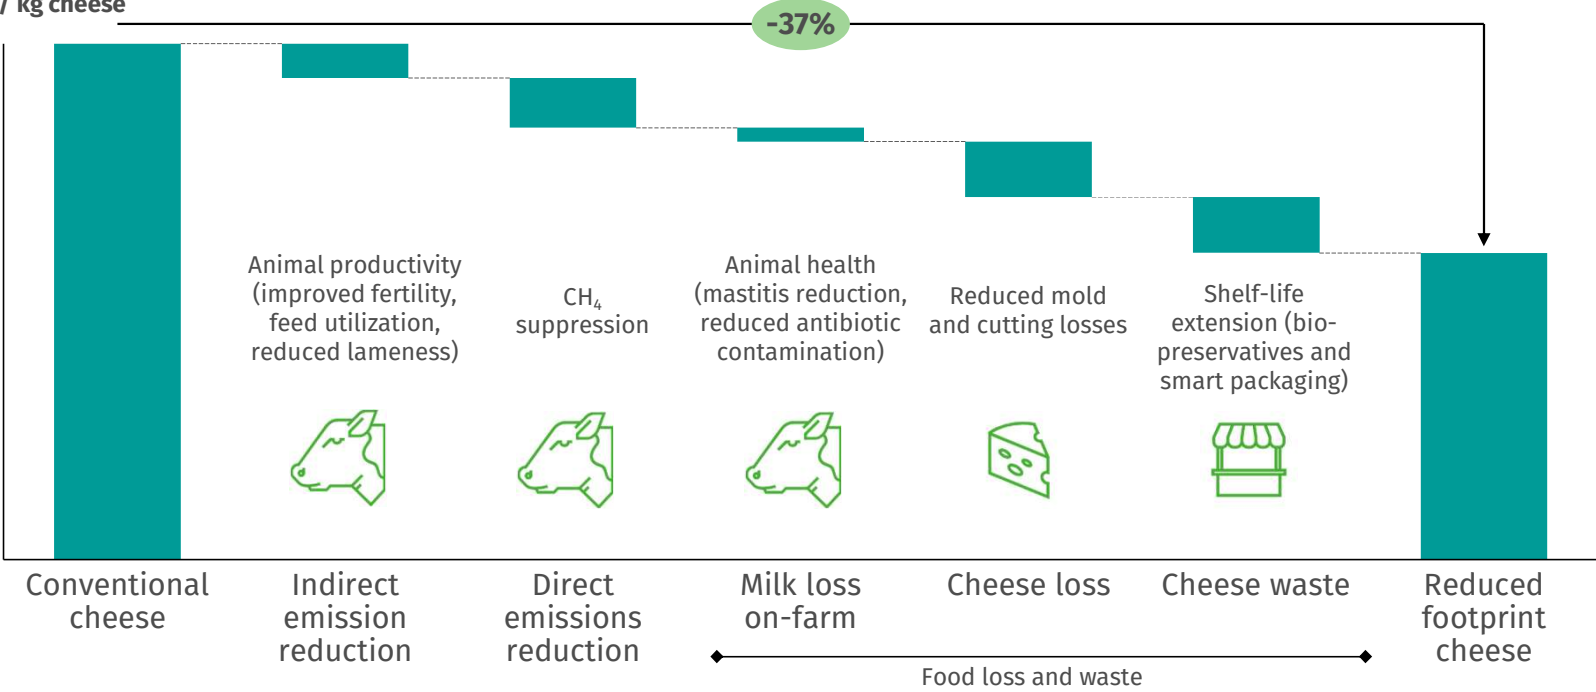 / kg cheese
-37%
Animal productivity
(improved fertility,
feed utilization,
reduced lameness)
CH₄
suppression
Animal health
(mastitis reduction,
reduced antibiotic
contamination)
Reduced mold
and cutting losses
Shelf-life
extension (bio-
preservatives and
smart packaging)
Conventional
cheese
Indirect
emission
reduction
Direct
emissions
reduction
Milk loss
on-farm
Cheese loss
Cheese waste
Reduced
footprint
cheese
Food loss and waste